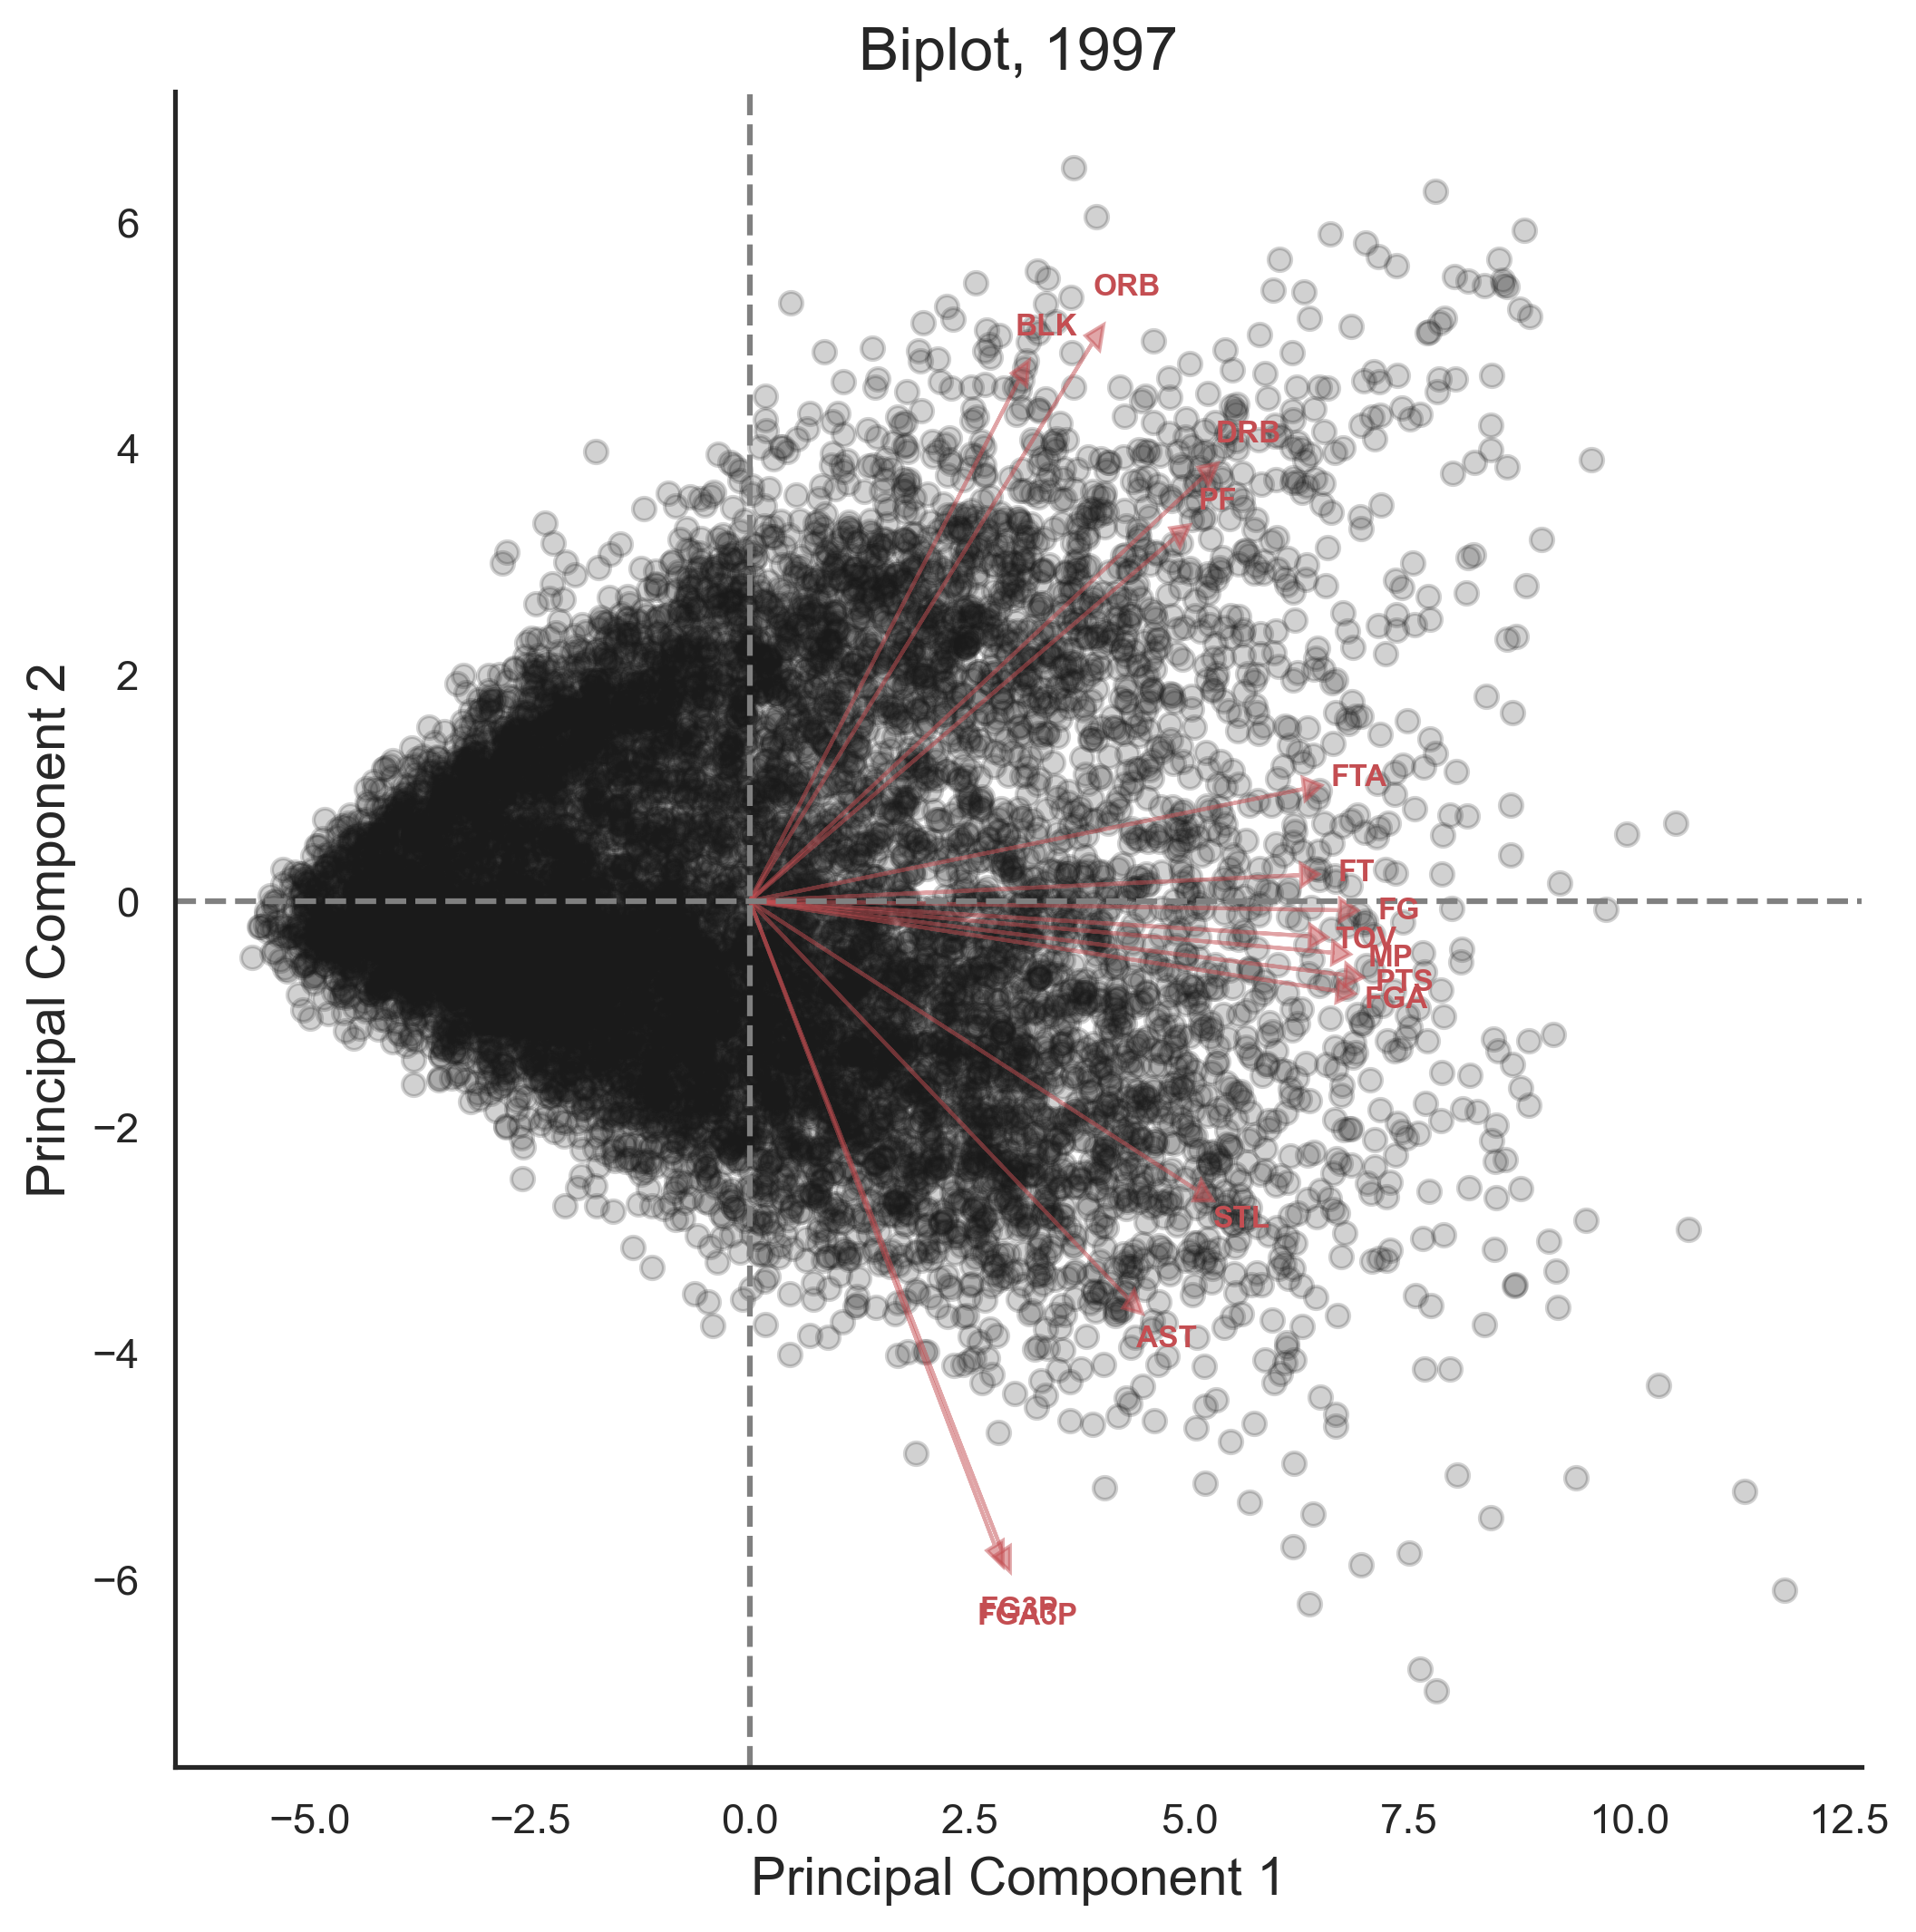 Biplot, 1997
Principal Component 2
6
4
2
0
−2
−4
−6
ORB
BLK
DRB
PF
FTA
FT
FG
TOV
MP
PTS
FGA
STL
AST
FG3P
FGA3P
−5.0 −2.5 0.0 2.5 5.0 7.5 10.0 12.5
Principal Component 1